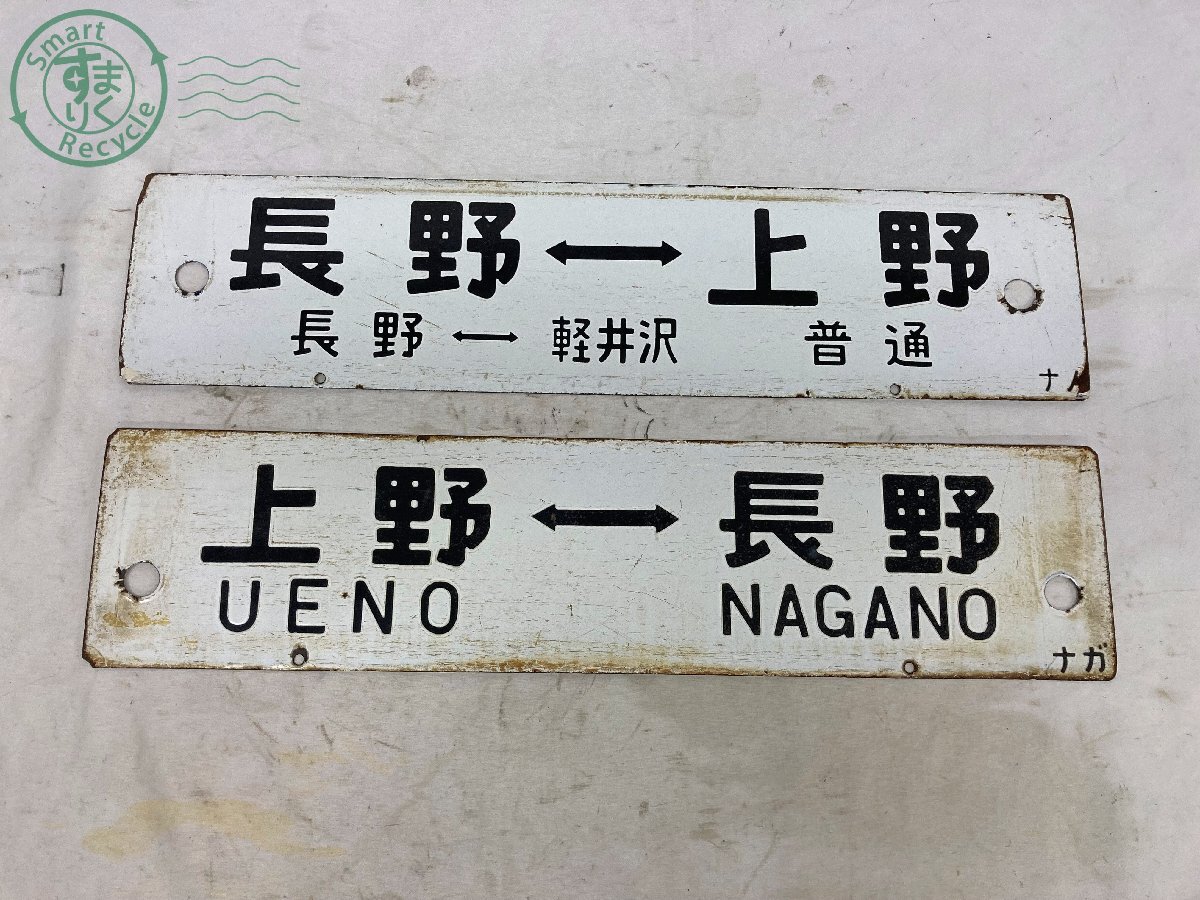 Smart
すまりく
Recycle
長野↔上野
長野↔軽井沢 普通
ナ
上野↔長野
UENO NAGANO
ナガ